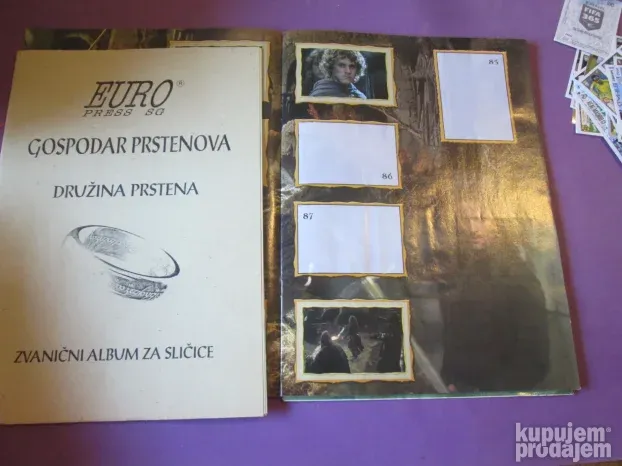 EURO®
PRESS SG
GOSPODAR PRSTENOVA
DRUŽINA PRSTENA
ZVANIČNI ALBUM ZA SLIČICE
85
86
87
FIFA
365
kupujem
prodajem